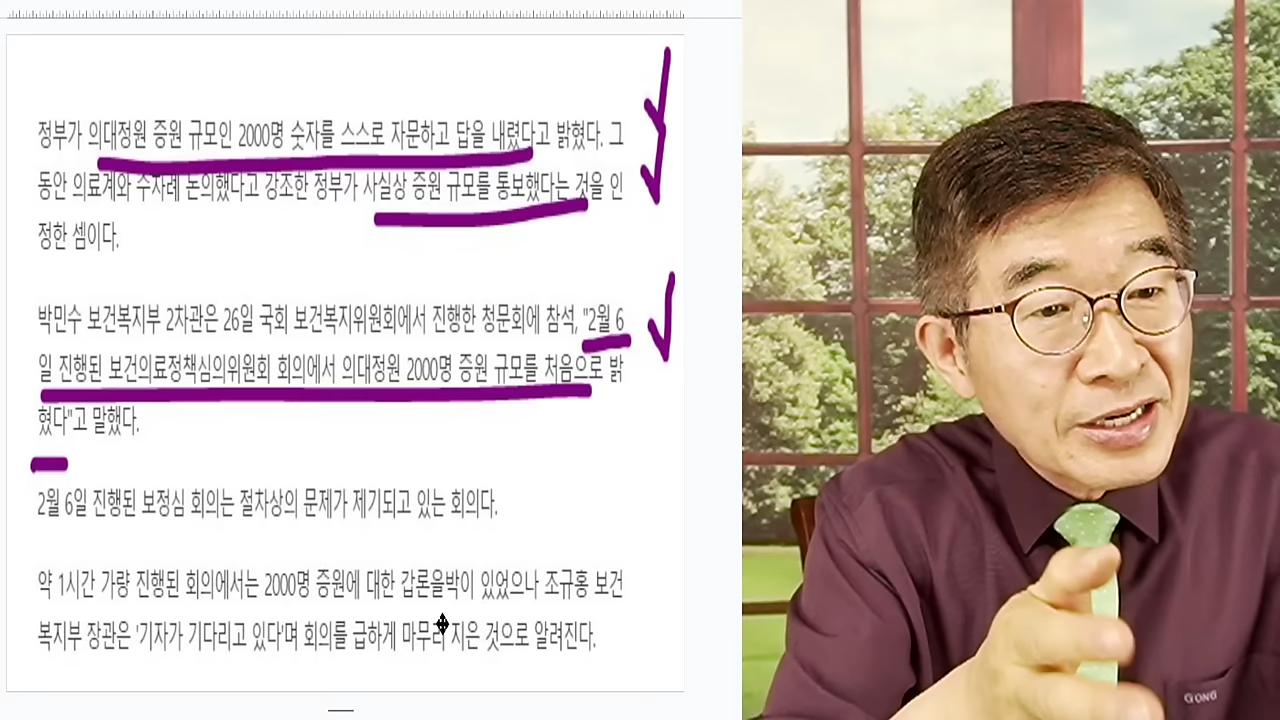 정부가 의대정원 증원 규모인 2000명 숫자를 스스로 자문하고 답을 내렸다고 밝혔다. 그
동안 의료계와 수차례 논의했다고 강조한 정부가 사실상 증원 규모를 통보했다는 것을 인
정한 셈이다.
박민수 보건복지부 2차관은 26일 국회 보건복지위원회에서 진행한 청문회에 참석, "2월 6
일 진행된 보건의료정책심의위원회 회의에서 의대정원 2000명 증원 규모를 처음으로 밝
혔다"고 말했다.
2월 6일 진행된 보정심 회의는 절차상의 문제가 제기되고 있는 회의다.
약 1시간 가량 진행된 회의에서는 2000명 증원에 대한 갑론을박이 있었으나 조규홍 보건
복지부 장관은 '기자가 기다리고 있다'며 회의를 급하게 마무리 지은 것으로 알려진다.
GONG